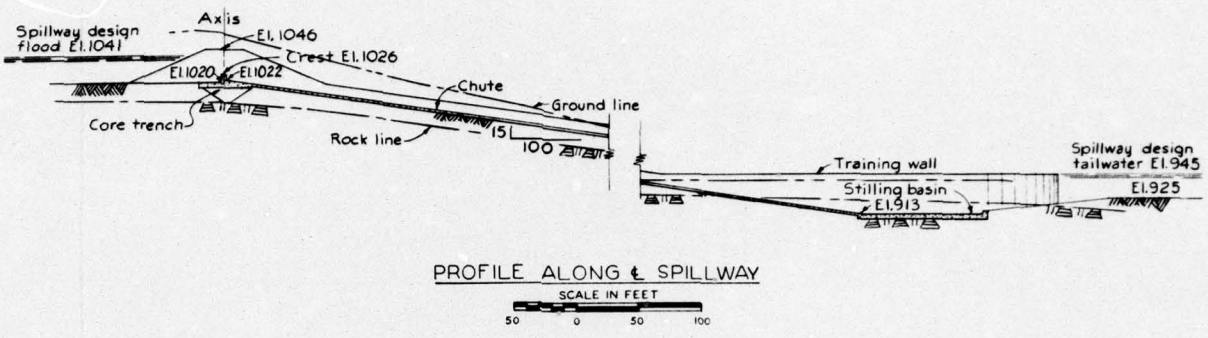 Axis
Spillway design
flood El.1041
El.1046
Crest El.1026
El.1020
El.1022
Chute
Ground line
Core trench
Rock line
15
100
Training wall
Spillway design
tailwater El.945
Stilling basin
El.925
El.913
PROFILE ALONG ℄ SPILLWAY
SCALE IN FEET
50 0 50 100